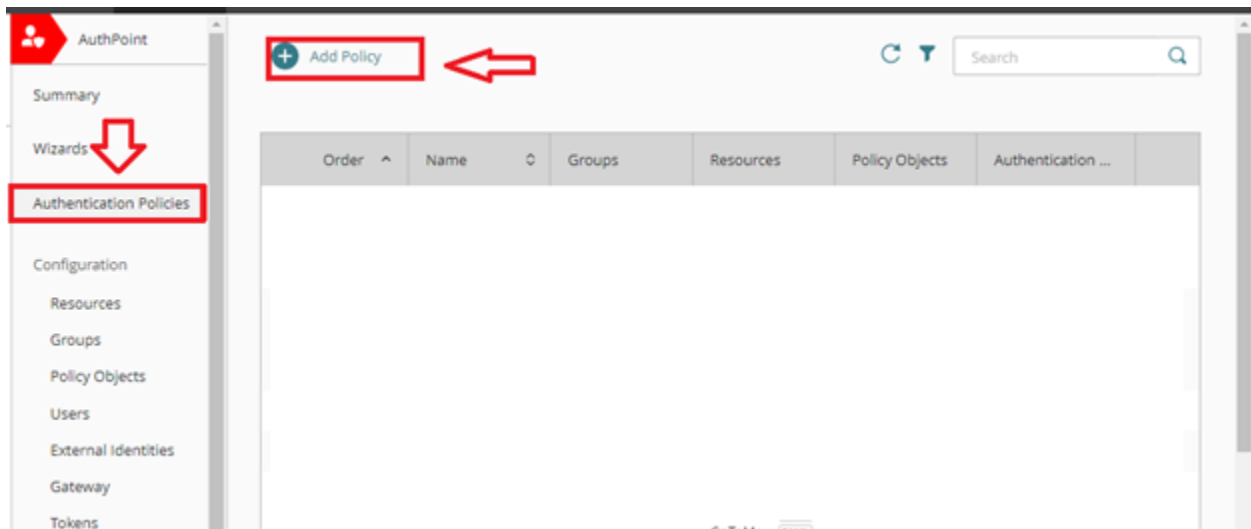 AuthPoint
Summary
Wizards
Authentication Policies
Configuration
Resources
Groups
Policy Objects
Users
External Identities
Gateway
Tokens
Add Policy
Search
Order Name Groups Resources Policy Objects Authentication ...